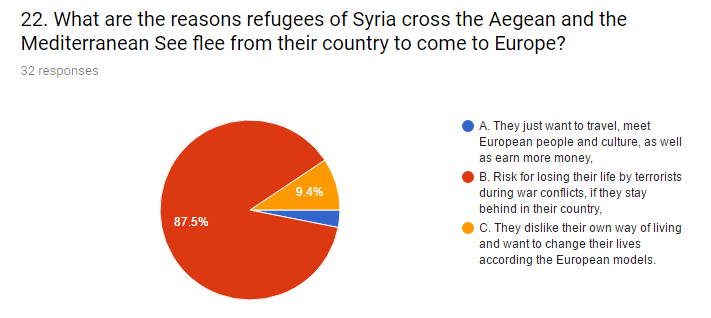 22. What are the reasons refugees of Syria cross the Aegean and the
Mediterranean See flee from their country to come to Europe?
32 responses
A. They just want to travel, meet
European people and culture, as well
as earn more money,
9.4%
B. Risk for losing their life by terrorists
during war conflicts, if they stay
behind in their country,
87.5%
C. They dislike their own way of living
and want to change their lives
according the European models.